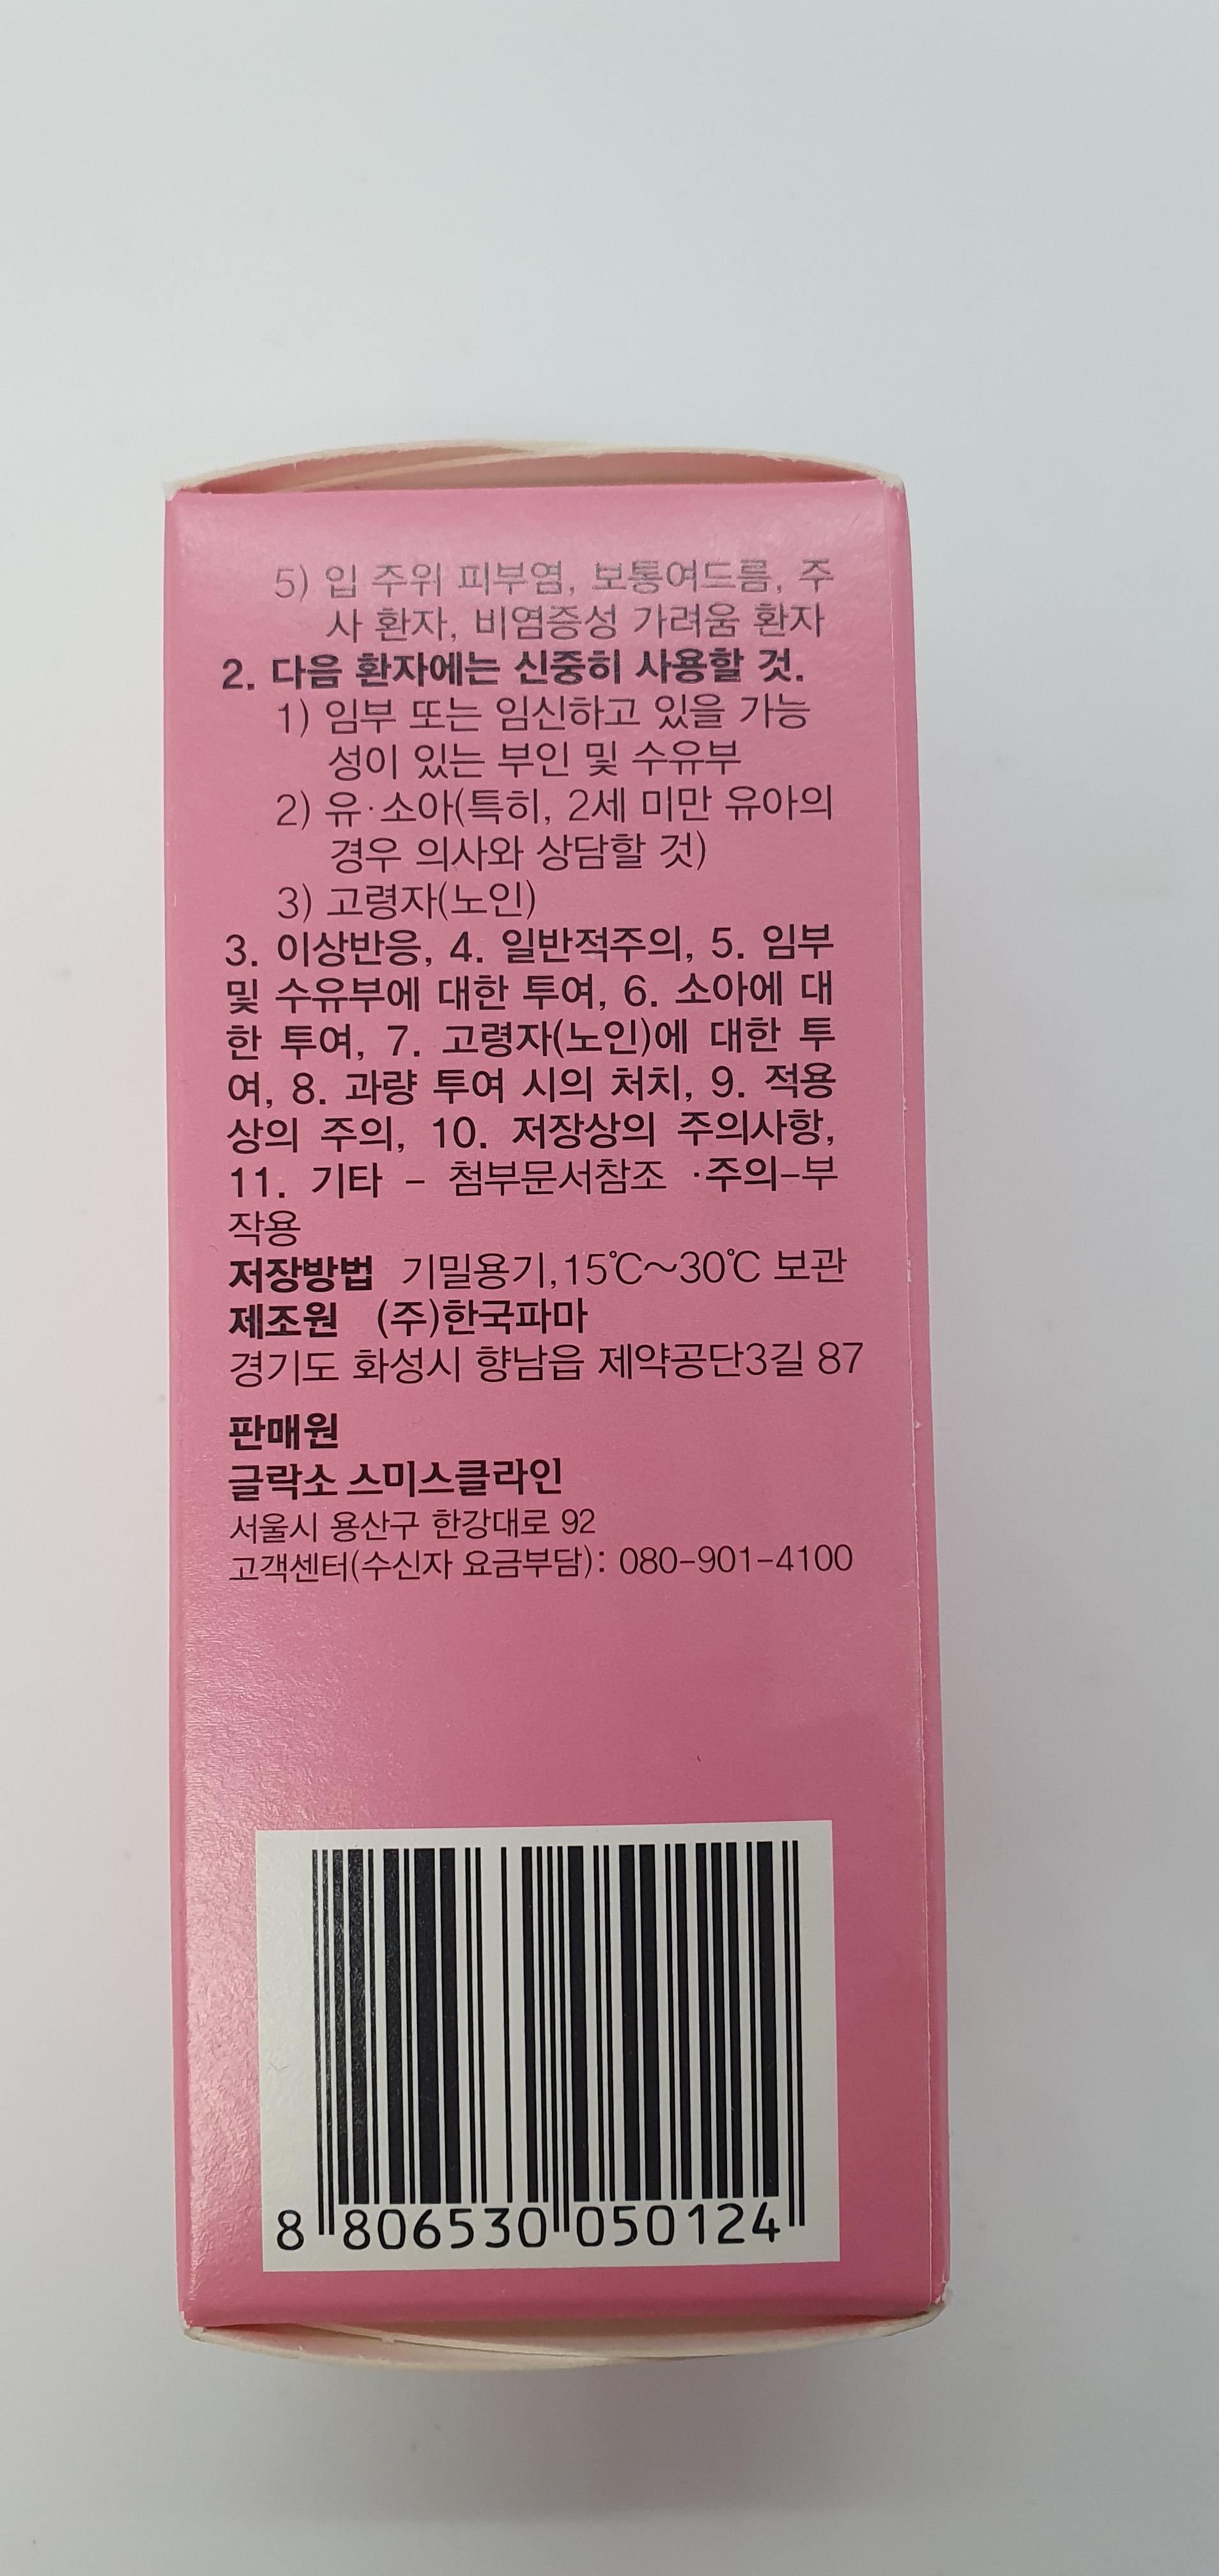 5) 입 주위 피부염, 보통여드름, 주
사 환자, 비염증성 가려움 환자
2. 다음 환자에는 신중히 사용할 것.
1) 임부 또는 임신하고 있을 가능
성이 있는 부인 및 수유부
2) 유·소아(특히, 2세 미만 유아의
경우 의사와 상담할 것)
3) 고령자(노인)
3. 이상반응, 4. 일반적주의, 5. 임부
및 수유부에 대한 투여, 6. 소아에 대
한 투여, 7. 고령자(노인)에 대한 투
여, 8. 과량 투여 시의 처치, 9. 적용
상의 주의, 10. 저장상의 주의사항,
11. 기타 - 첨부문서참조 ·주의-부
작용
저장방법 기밀용기,15℃~30℃ 보관
제조원 (주)한국파마
경기도 화성시 향남읍 제약공단3길 87
판매원
글락소 스미스클라인
서울시 용산구 한강대로 92
고객센터(수신자 요금부담): 080-901-4100
8 806530 050124